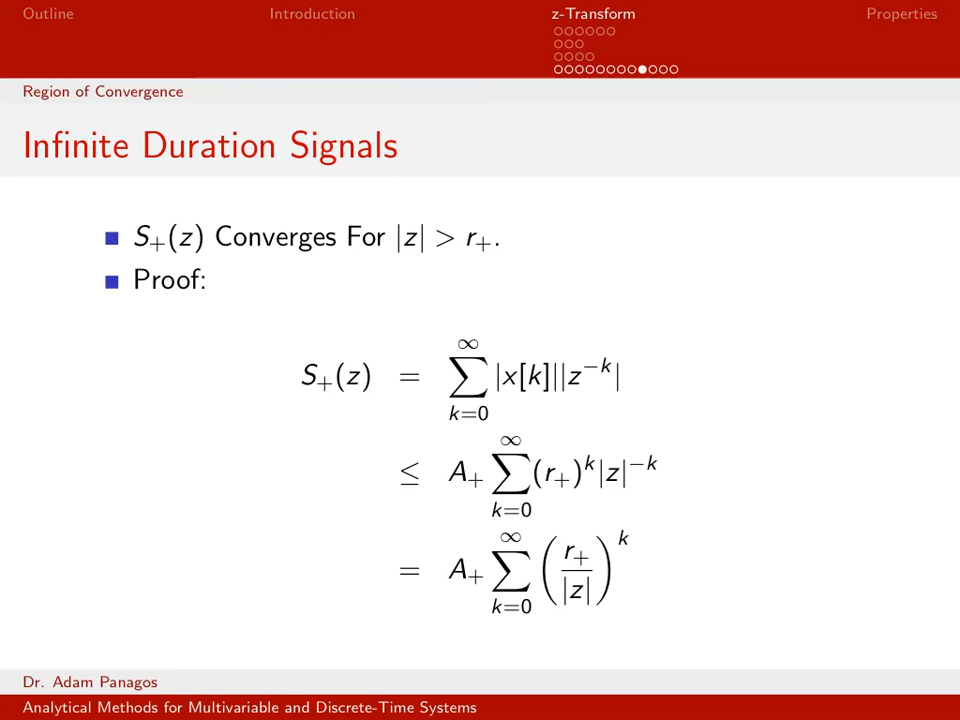 Outline Introduction z-Transform Properties
Region of Convergence
Infinite Duration Signals
S₊(z) Converges For |z| > r₊.
Proof:
S₊(z) = ∑_{k=0}^{∞} |x[k]||z^{−k}|
≤ A₊ ∑_{k=0}^{∞} (r₊)^k |z|^{−k}
= A₊ ∑_{k=0}^{∞} (r₊/|z|)^k
Dr. Adam Panagos
Analytical Methods for Multivariable and Discrete-Time Systems